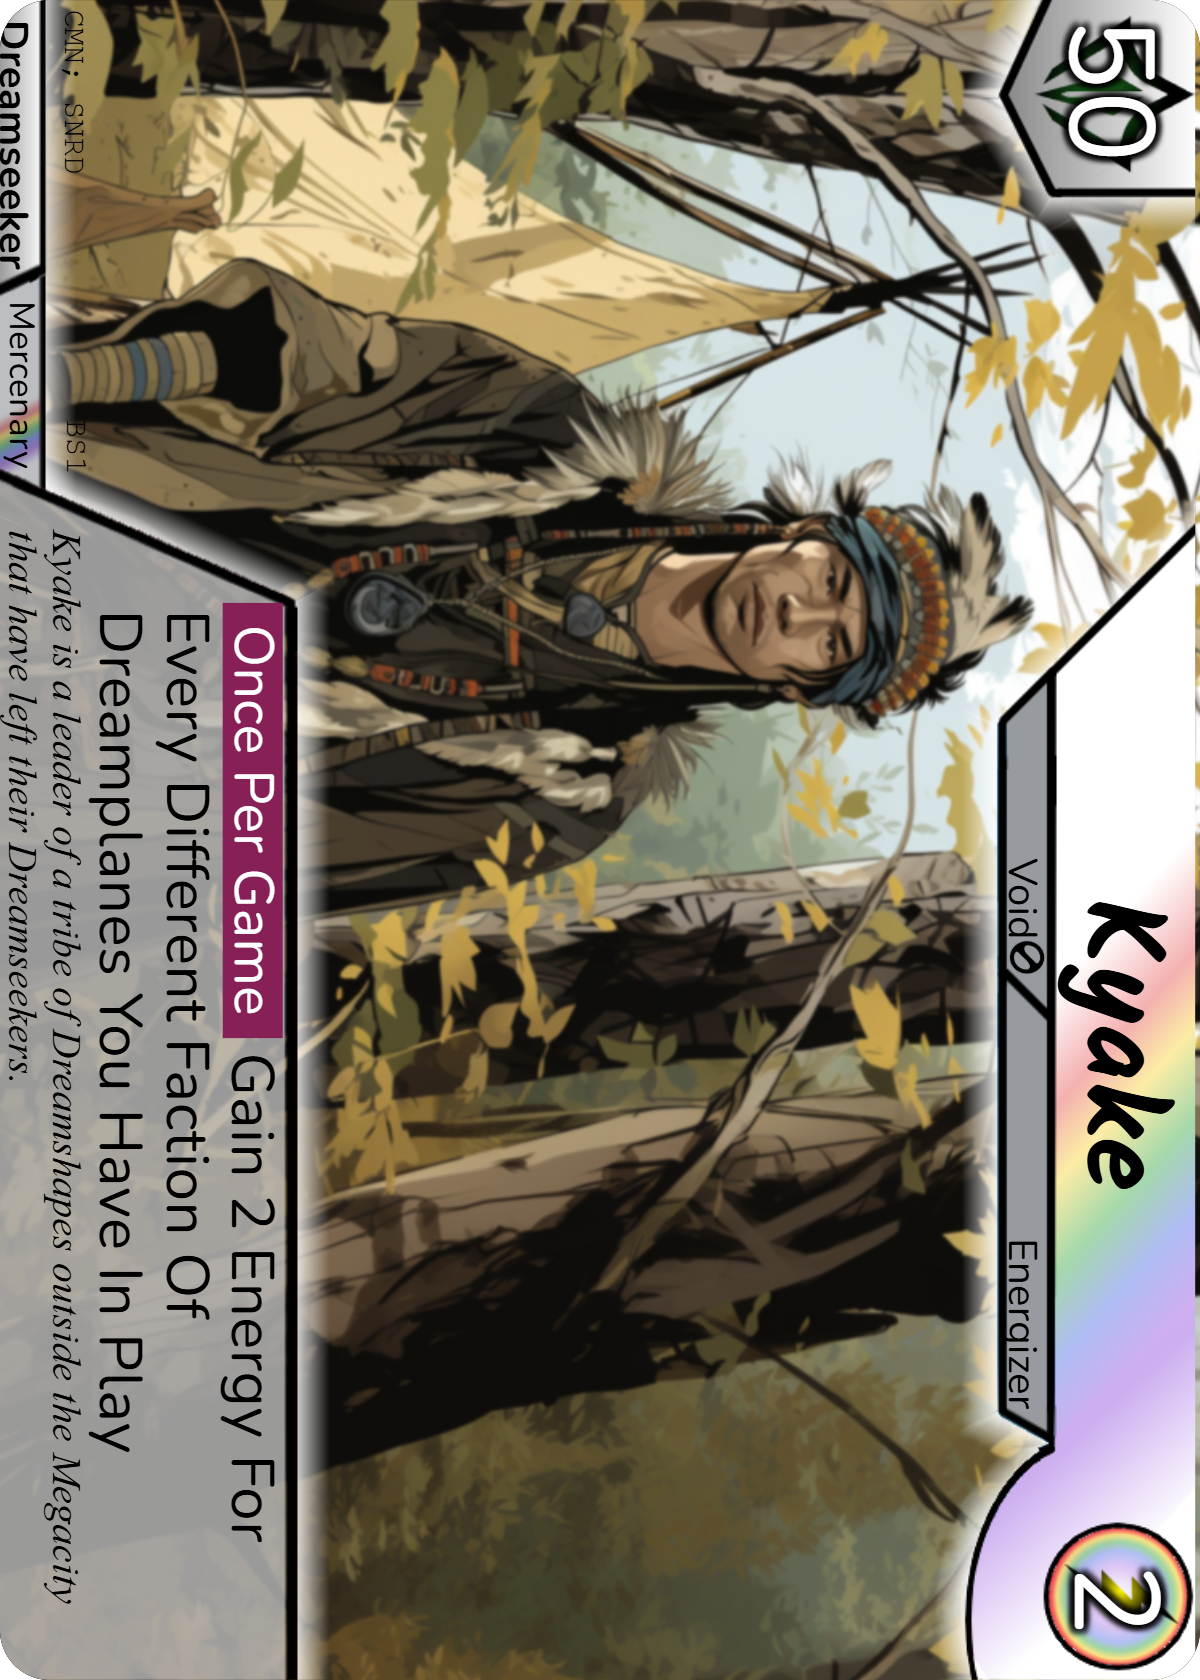 50
Kyake
2
Void
Energizer
Once Per Game Gain 2 Energy For
Every Different Faction Of
Dreamplanes You Have In Play
Kyake is a leader of a tribe of Dreamshapes outside the Megacity
that have left their Dreamseekers.
CMN; SNRD
BS1
Dreamseeker
Mercenary